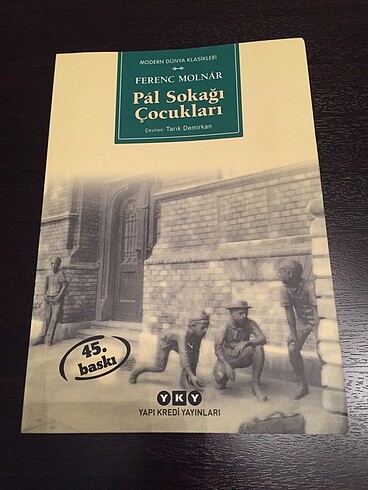 MODERN DÜNYA KLASİKLERİ
FERENC MOLNÁR
Pál Sokağı
Çocukları
Çeviren: Tarık Demirkan
45.
baskı
YKY
YAPI KREDİ YAYINLARI